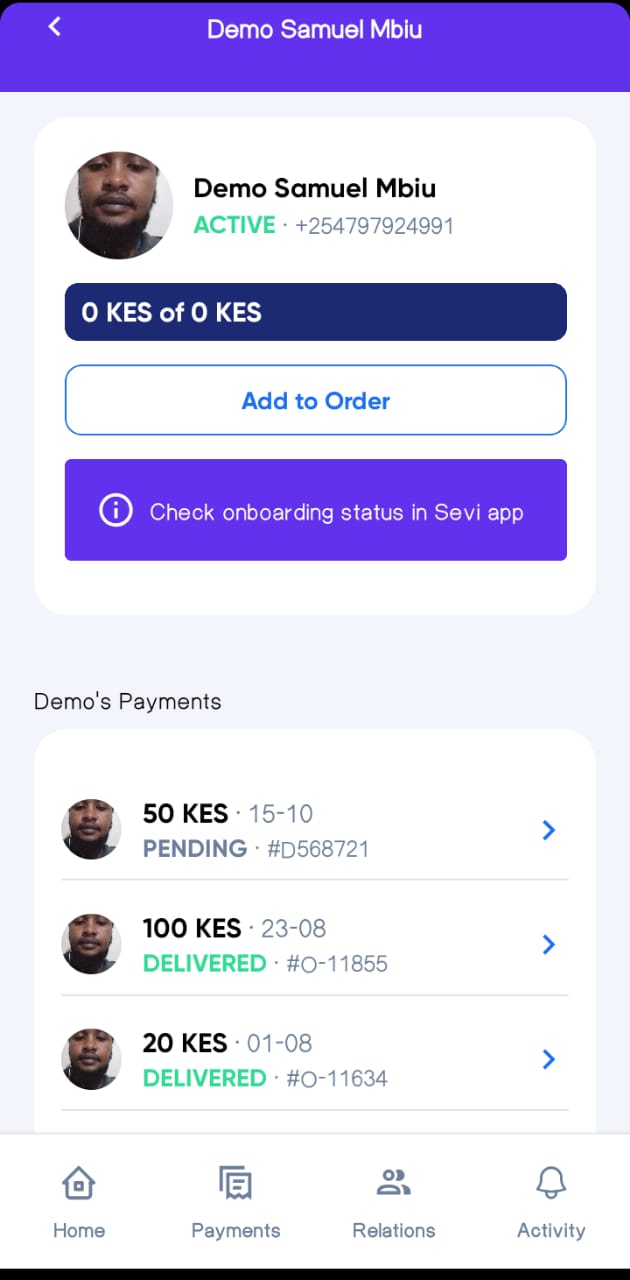 Demo Samuel Mbiu
Demo Samuel Mbiu
ACTIVE · +254797924991
0 KES of 0 KES
Add to Order
Check onboarding status in Sevi app
Demo's Payments
50 KES · 15-10
PENDING · #D568721
100 KES · 23-08
DELIVERED · #O-11855
20 KES · 01-08
DELIVERED · #O-11634
Home Payments Relations Activity